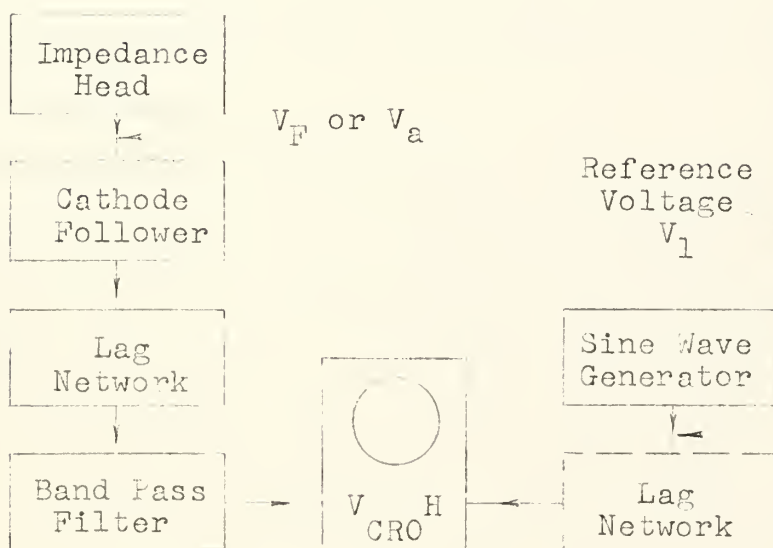 Impedance
Head
V_F or V_a
Cathode
Follower
Reference
Voltage
V_1
Lag
Network
Sine Wave
Generator
Band Pass
Filter
V H
CRO
Lag
Network